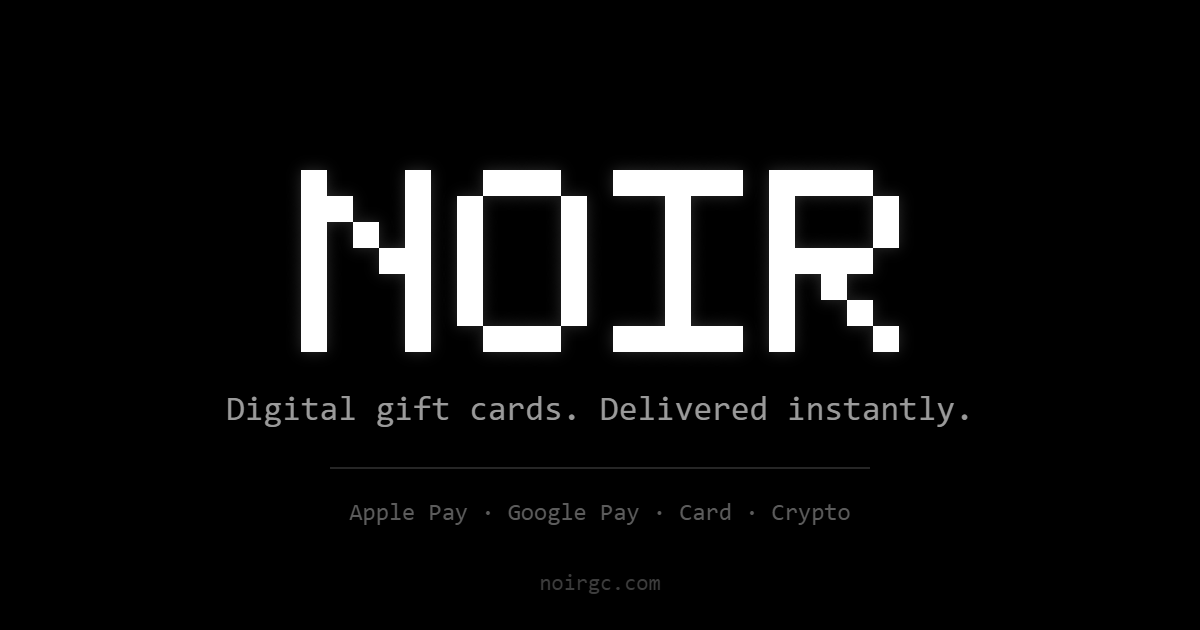 NOIR
Digital gift cards. Delivered instantly.
Apple Pay · Google Pay · Card · Crypto
noirgc.com